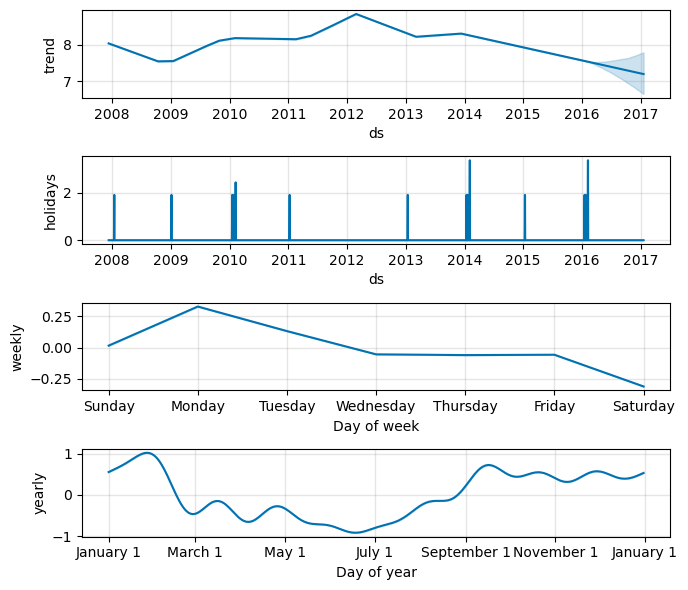 trend
8
7
2008 2009 2010 2011 2012 2013 2014 2015 2016 2017
ds
holidays
2
0
2008 2009 2010 2011 2012 2013 2014 2015 2016 2017
ds
weekly
0.25
0.00
−0.25
Sunday Monday Tuesday Wednesday Thursday Friday Saturday
Day of week
yearly
1
0
−1
January 1 March 1 May 1 July 1 September 1 November 1 January 1
Day of year